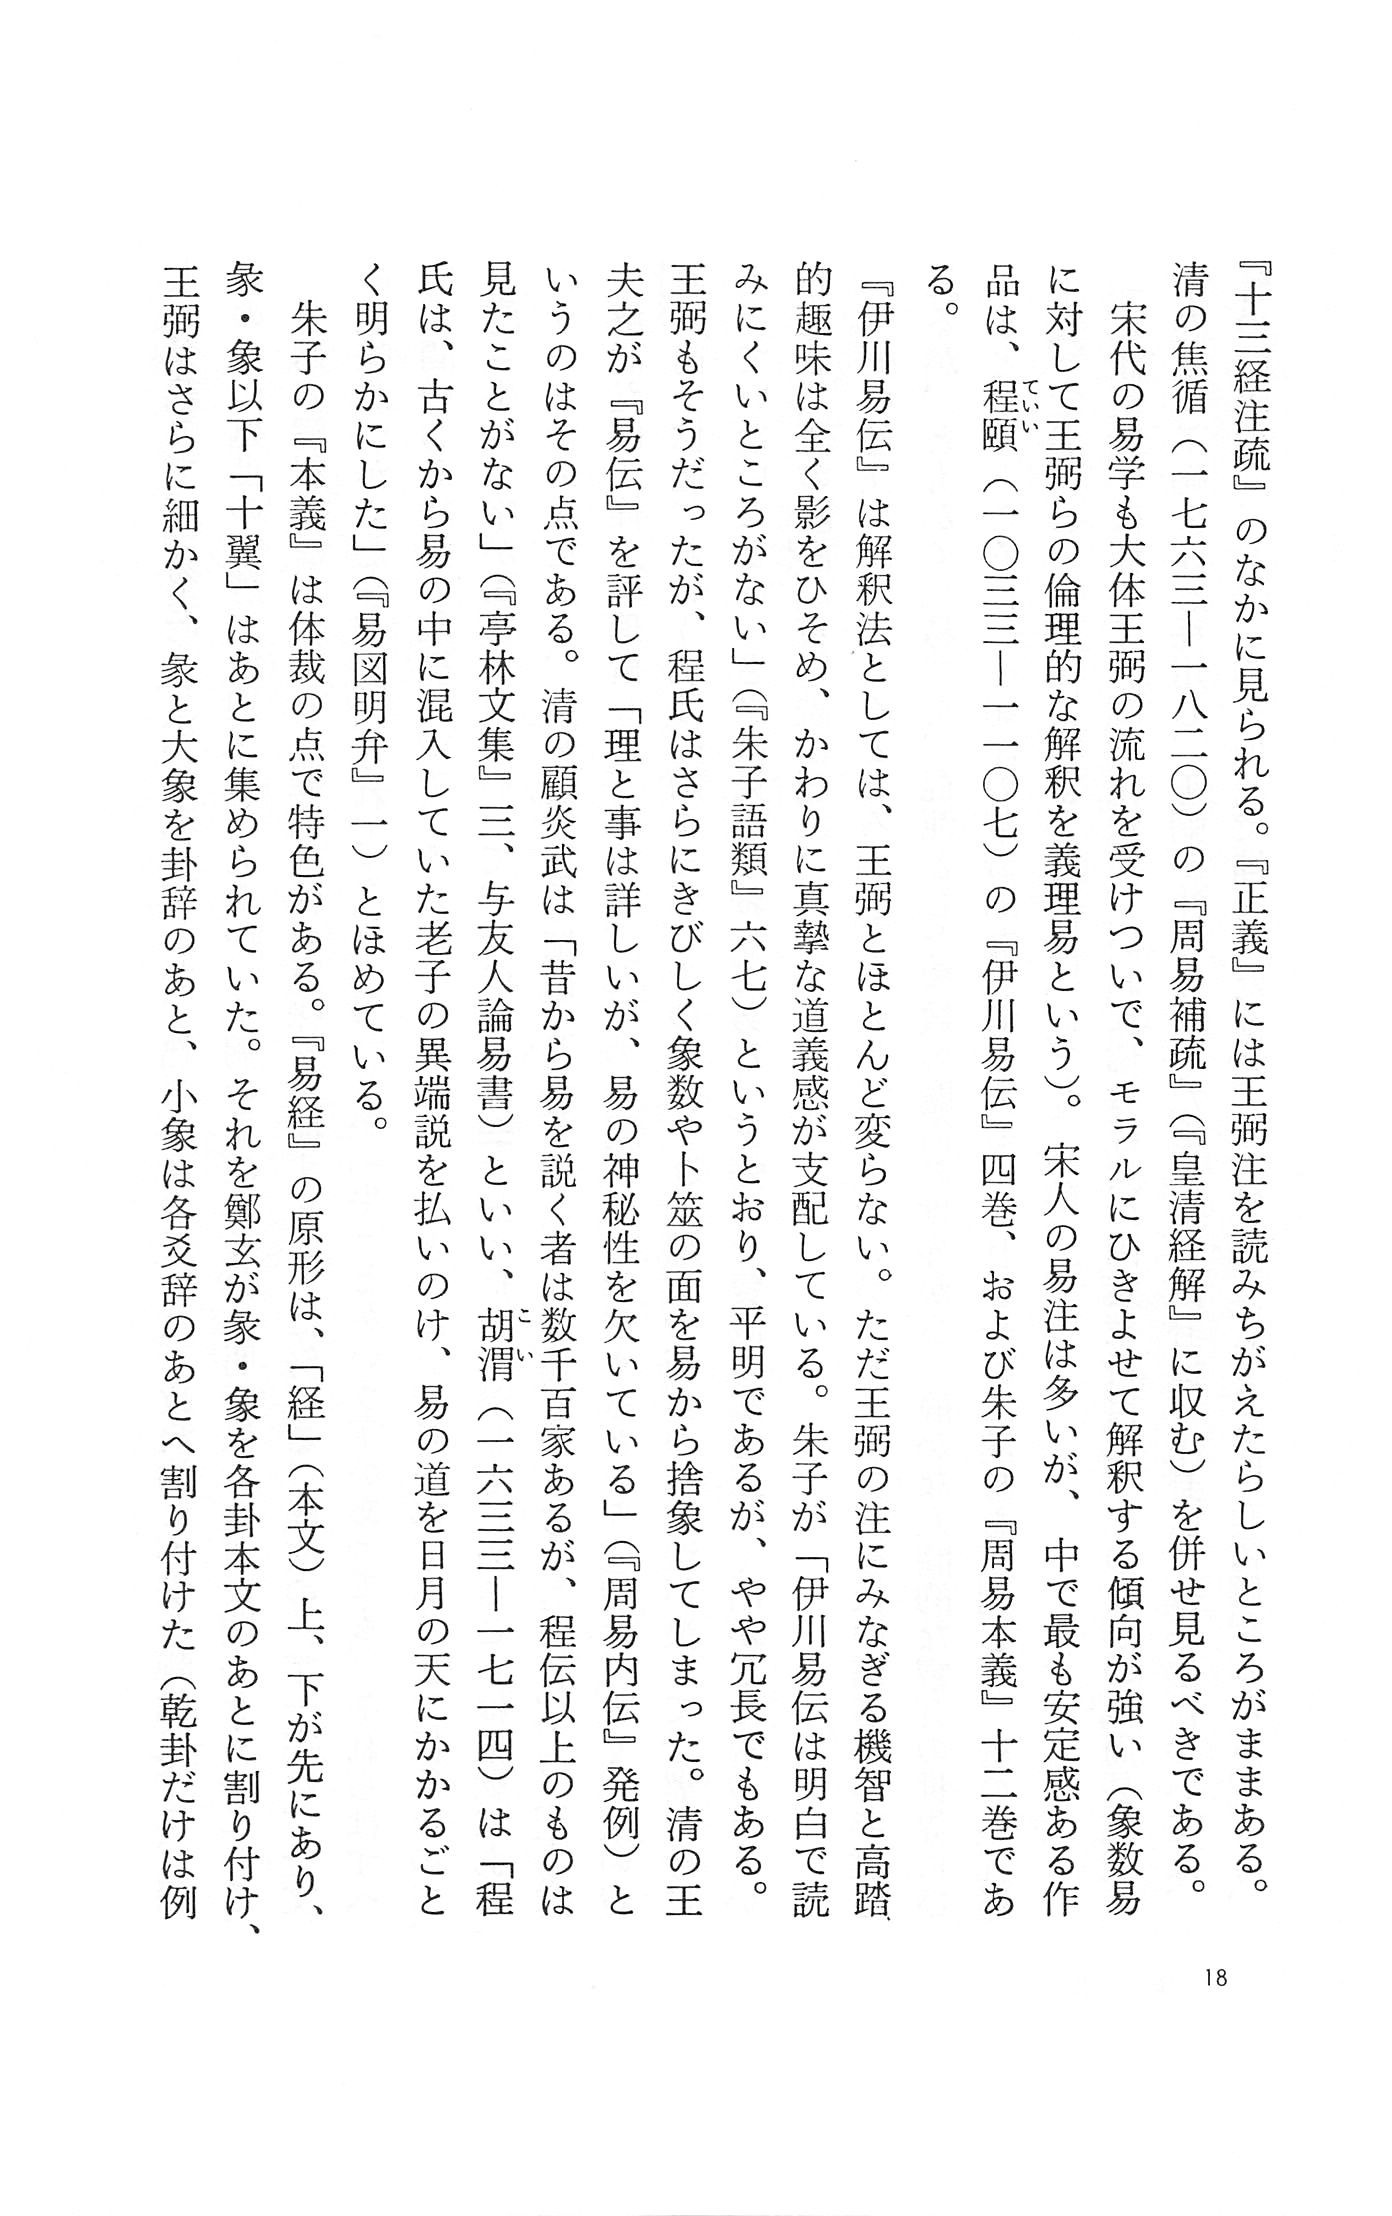 『十三経注疏』のなかに見られる。『正義』には王弼注を読みちがえたらしいところがままある。
清の焦循（一七六三―一八二〇）の『周易補疏』（『皇清経解』に収む）を併せ見るべきである。
宋代の易学も大体王弼の流れを受けついで、モラルにひきよせて解釈する傾向が強い（象数易
に対して王弼らの倫理的な解釈を義理易という）。宋人の易注は多いが、中で最も安定感ある作
品は、程頤（一〇三三―一一〇七）の『伊川易伝』四巻、および朱子の『周易本義』十二巻であ
ていい
る。
『伊川易伝』は解釈法としては、王弼とほとんど変らない。ただ王弼の注にみなぎる機智と高踏
的趣味は全く影をひそめ、かわりに真摯な道義感が支配している。朱子が「伊川易伝は明白で読
みにくいところがない」（『朱子語類』六七）というとおり、平明であるが、やや冗長でもある。
王弼もそうだったが、程氏はさらにきびしく象数や卜筮の面を易から捨象してしまった。清の王
夫之が『易伝』を評して「理と事は詳しいが、易の神秘性を欠いている」（『周易内伝』発例）と
いうのはその点である。清の顧炎武は「昔から易を説く者は数千百家あるが、程伝以上のものは
見たことがない」（『亭林文集』三、与友人論易書）といい、胡渭（一六三三―一七一四）は「程
こい
氏は、古くから易の中に混入していた老子の異端説を払いのけ、易の道を日月の天にかかるごと
く明らかにした」（『易図明弁』一）とほめている。
朱子の『本義』は体裁の点で特色がある。『易経』の原形は、「経」（本文）上、下が先にあり、
彖・象以下「十翼」はあとに集められていた。それを鄭玄が彖・象を各卦本文のあとに割り付け、
王弼はさらに細かく、彖と大象を卦辞のあと、小象は各爻辞のあとへ割り付けた（乾卦だけは例
18